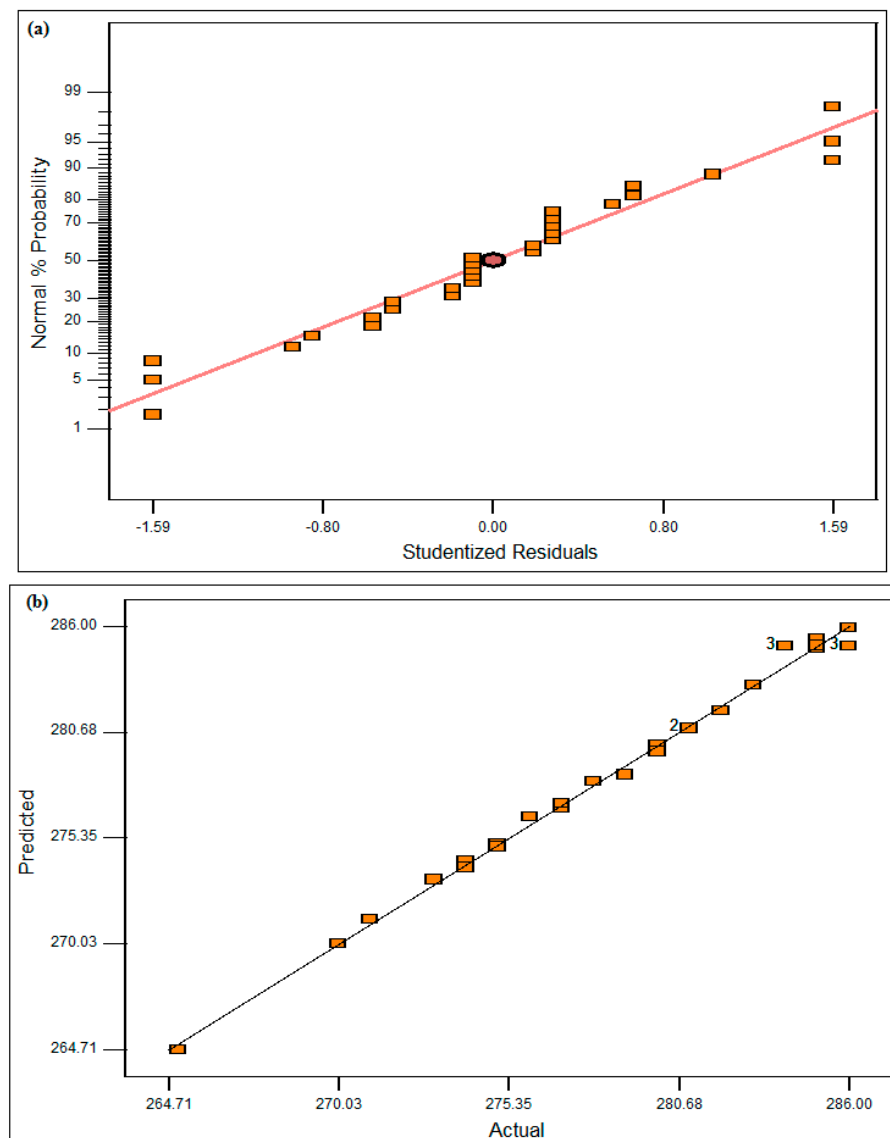 (a)
99
95
90
80
70
50
30
20
10
5
1
Normal % Probability
-1.59 -0.80 0.00 0.80 1.59
Studentized Residuals
(b)
286.00
280.68
275.35
270.03
264.71
Predicted
3 3
2
264.71 270.03 275.35 280.68 286.00
Actual